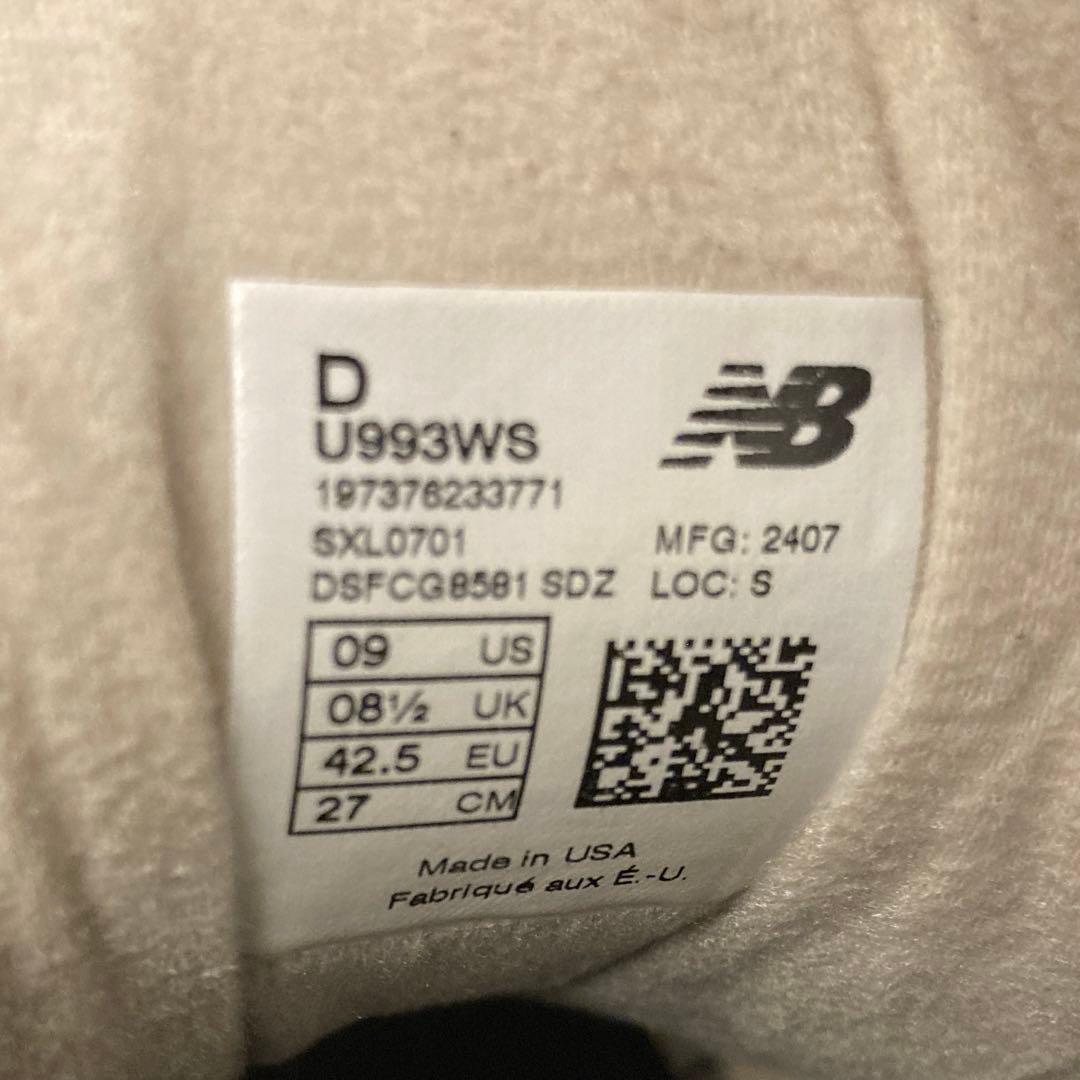 D
NB
U993WS
197376233771
SXL0701 MFG: 2407
DSFCG8581 SDZ LOC: S
09 US
08½ UK
42.5 EU
27 CM
Made in USA
Fabriqué aux É.-U.